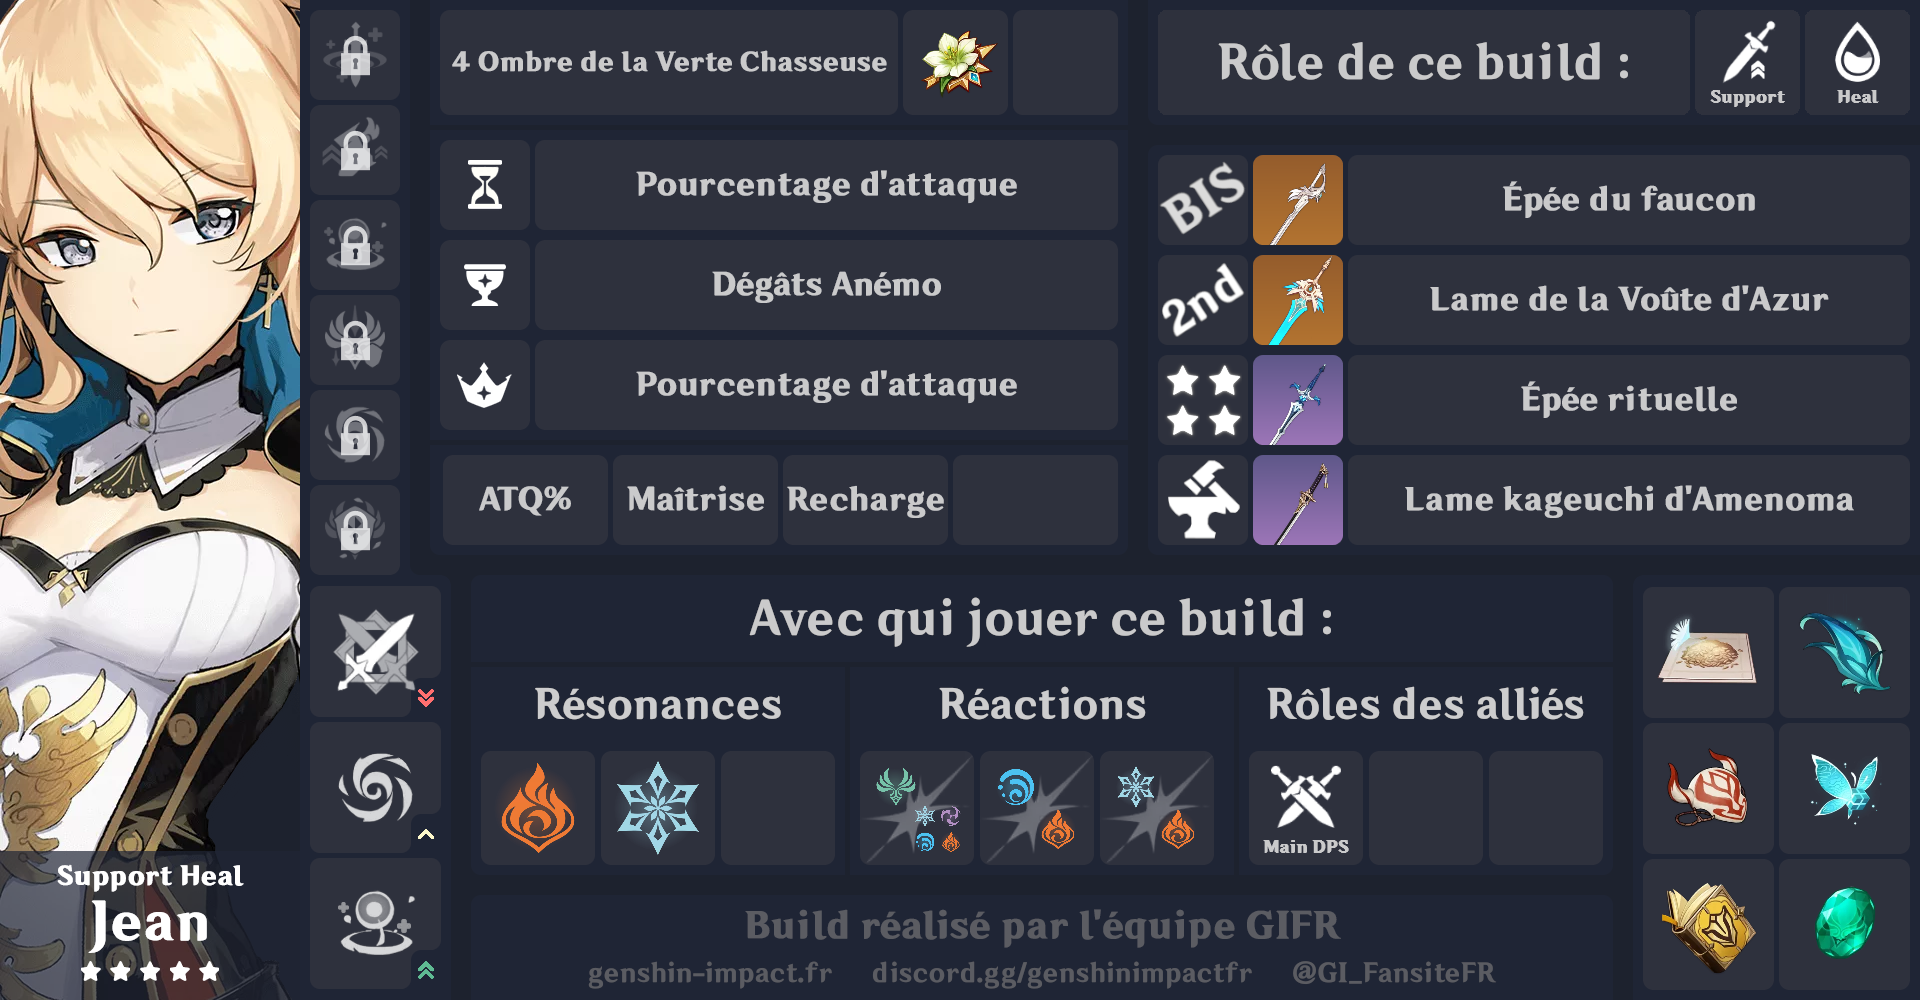 4 Ombre de la Verte Chasseuse
Rôle de ce build :
Support
Heal
Pourcentage d'attaque
Dégâts Anémo
Pourcentage d'attaque
ATQ%
Maîtrise
Recharge
BIS
Épée du faucon
2nd
Lame de la Voûte d'Azur
Épée rituelle
Lame kageuchi d'Amenoma
Avec qui jouer ce build :
Résonances
Réactions
Rôles des alliés
Main DPS
Support Heal
Jean
Build réalisé par l'équipe GIFR
genshin-impact.fr
discord.gg/genshinimpactfr
@GI_FansiteFR